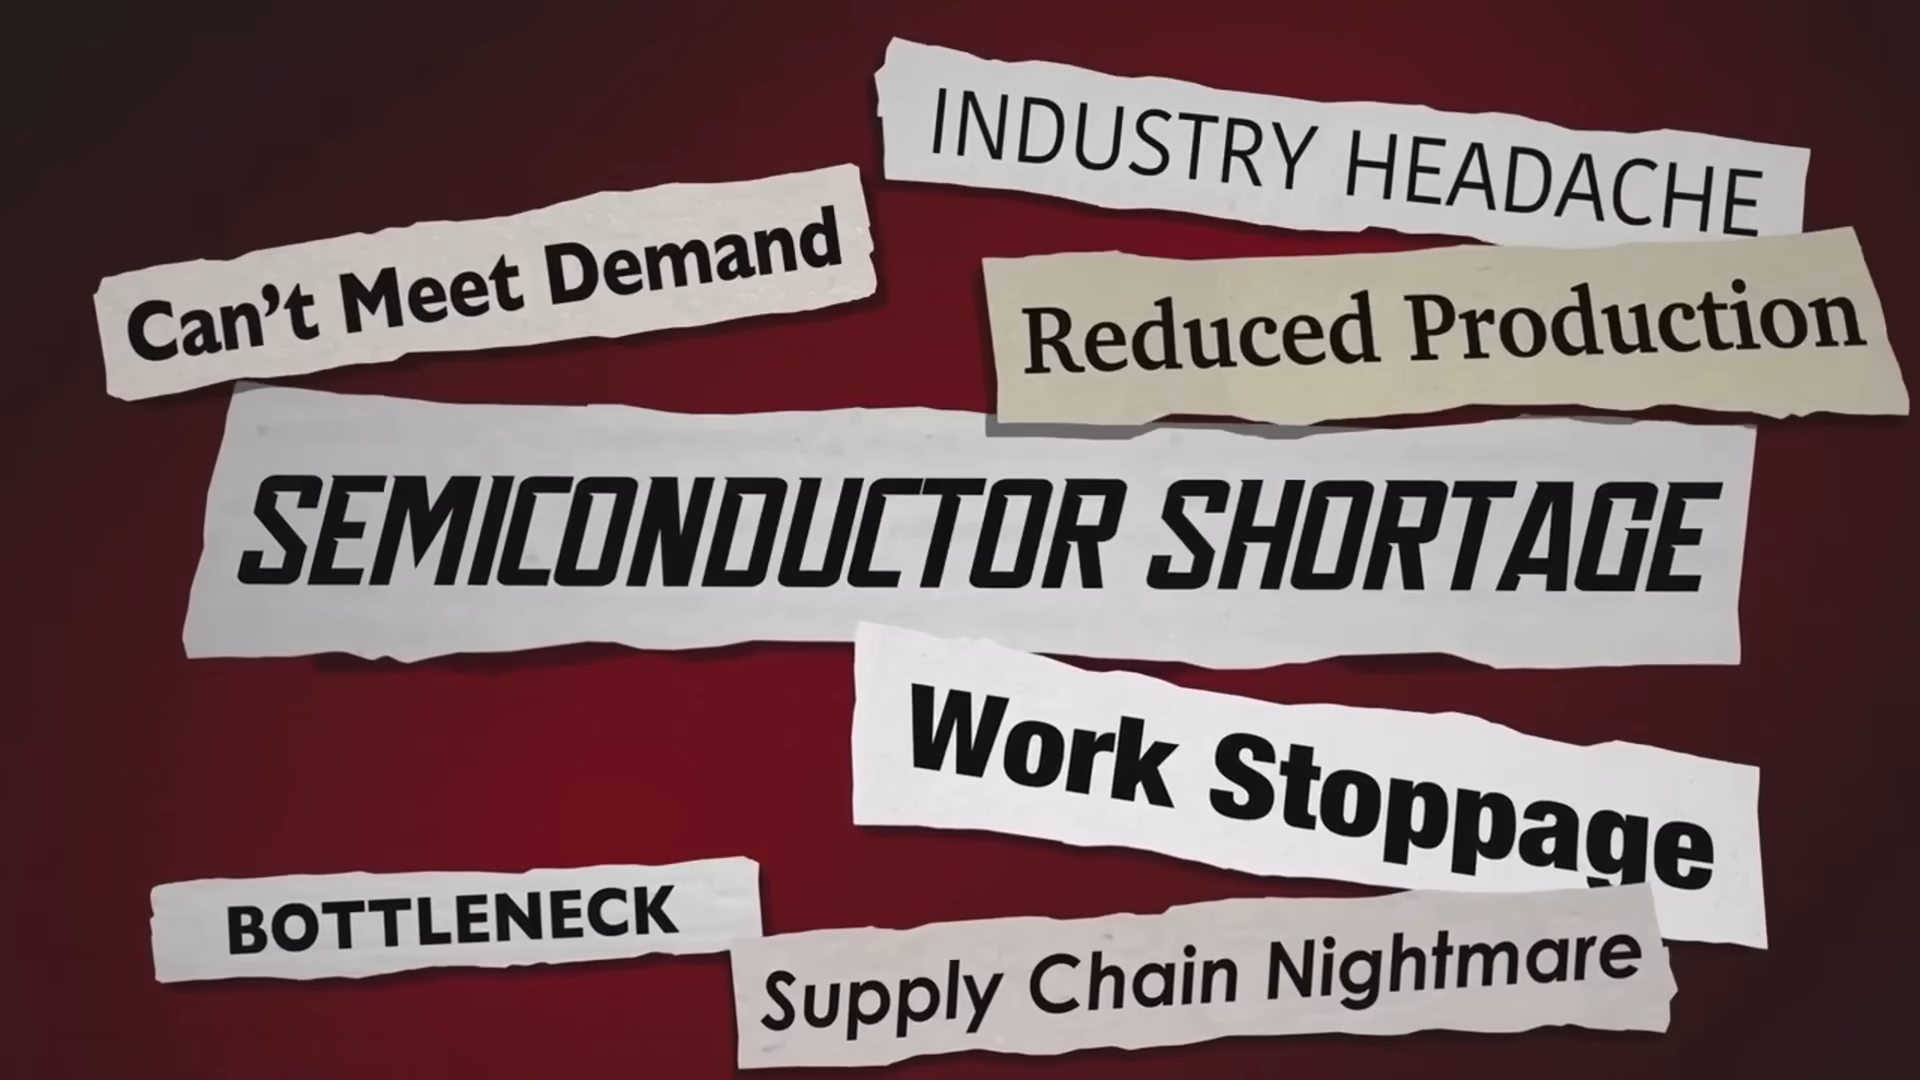 INDUSTRY HEADACHE
Can't Meet Demand
Reduced Production
SEMICONDUCTOR SHORTAGE
Work Stoppage
BOTTLENECK
Supply Chain Nightmare